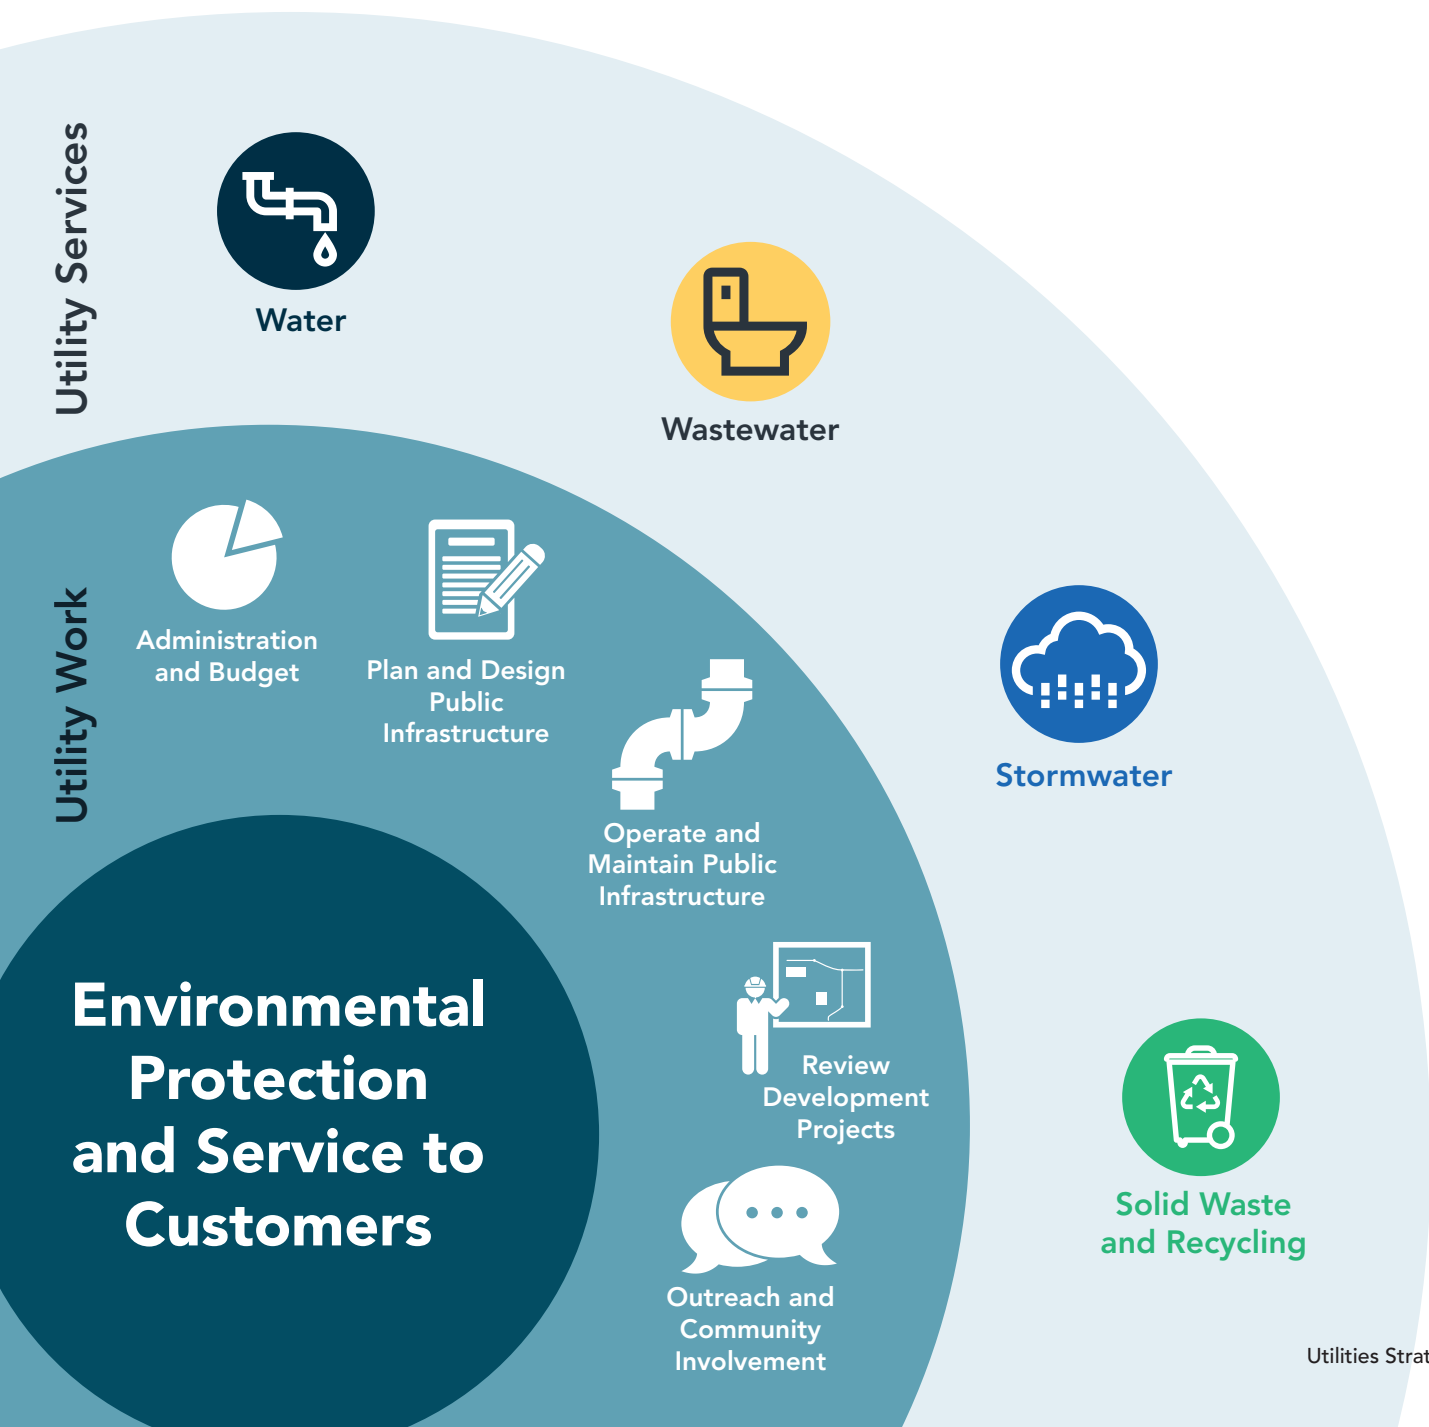 Utility Services
Water
Wastewater
Stormwater
Solid Waste
and Recycling
Utility Work
Administration
and Budget
Plan and Design
Public
Infrastructure
Operate and
Maintain Public
Infrastructure
Review
Development
Projects
Outreach and
Community
Involvement
Environmental
Protection
and Service to
Customers
Utilities